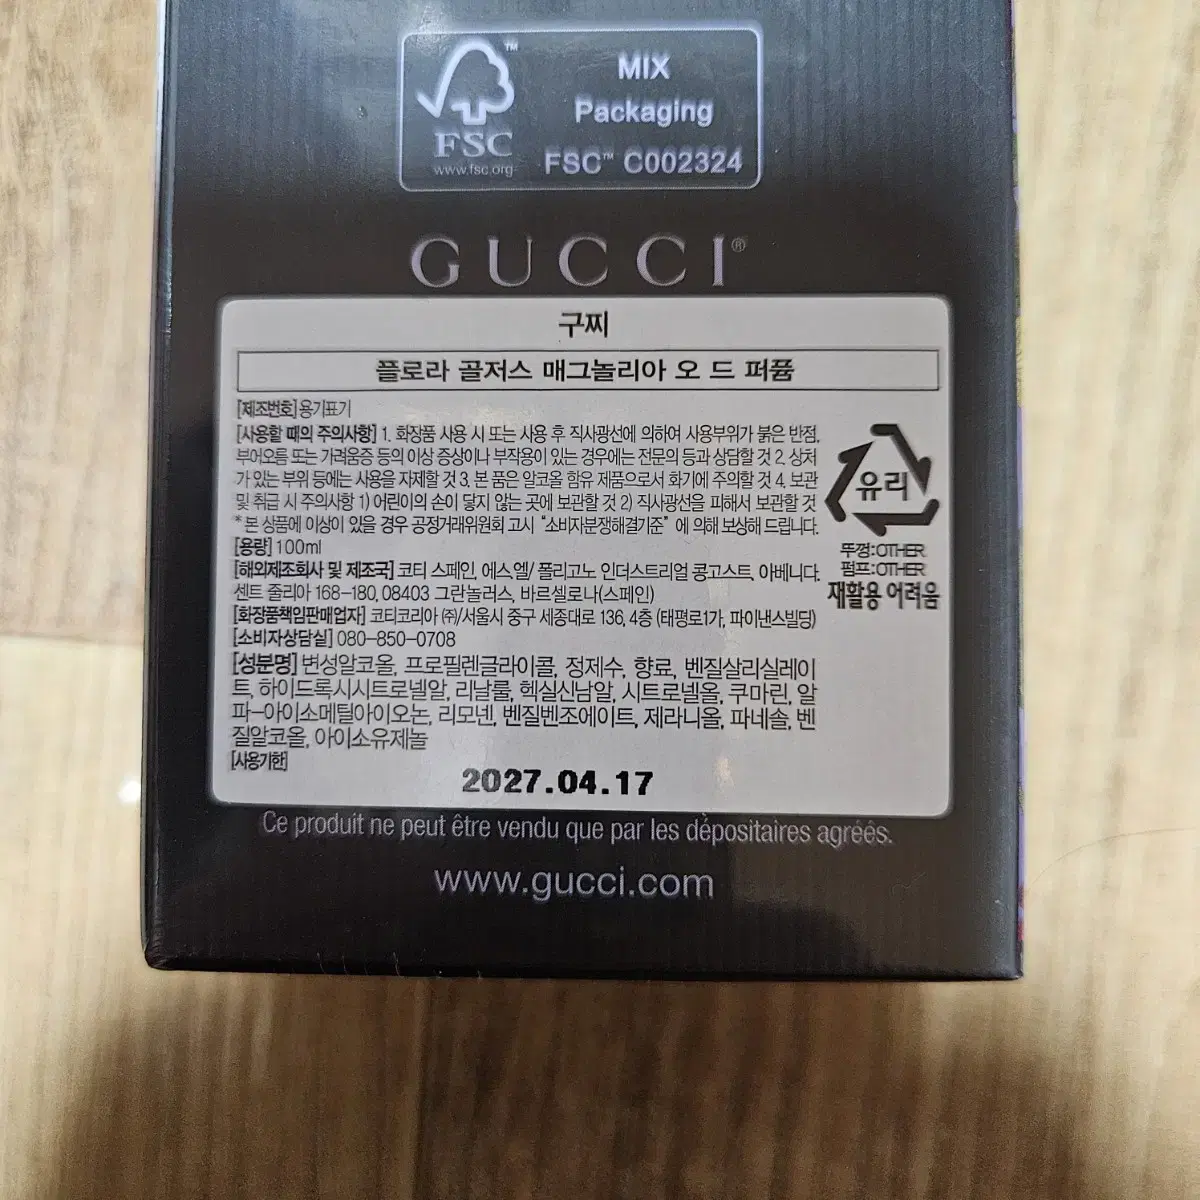 FSC™
www.fsc.org
MIX
Packaging
FSC™ C002324
GUCCI®
구찌
플로라 골저스 매그놀리아 오 드 퍼퓸
[제조번호] 용기표기
[사용할 때의 주의사항] 1. 화장품 사용 시 또는 사용 후 직사광선에 의하여 사용부위가 붉은 반점,
부어오름 또는 가려움증 등의 이상 증상이나 부작용이 있는 경우에는 전문의 등과 상담할 것 2. 상처
가 있는 부위 등에는 사용을 자제할 것 3. 본 품은 알코올 함유 제품으로서 화기에 주의할 것 4. 보관
및 취급 시 주의사항 1) 어린이의 손이 닿지 않는 곳에 보관할 것 2) 직사광선을 피해서 보관할 것
* 본 상품에 이상이 있을 경우 공정거래위원회 고시 “소비자분쟁해결기준” 에 의해 보상해 드립니다.
[용량] 100ml
[해외제조회사 및 제조국] 코티 스페인, 에스.엘/ 폴리고노 인더스트리얼 콩고스트, 아베니다.
센트 줄리아 168-180, 08403 그란놀러스, 바르셀로나(스페인)
[화장품책임판매업자] 코티코리아 ㈜/서울시 중구 세종대로 136, 4층 (태평로1가, 파이낸스빌딩)
[소비자상담실] 080-850-0708
[성분명] 변성알코올, 프로필렌글라이콜, 정제수, 향료, 벤질살리실레이
트, 하이드록시시트로넬알, 리날룰, 헥실신남알, 시트로넬올, 쿠마린, 알
파-아이소메틸아이오논, 리모넨, 벤질벤조에이트, 제라니올, 파네솔, 벤
질알코올, 아이소유제놀
[사용기한]
2027.04.17
유리
뚜껑:OTHER
펌프:OTHER
재활용 어려움
Ce produit ne peut être vendu que par les dépositaires agréés.
www.gucci.com